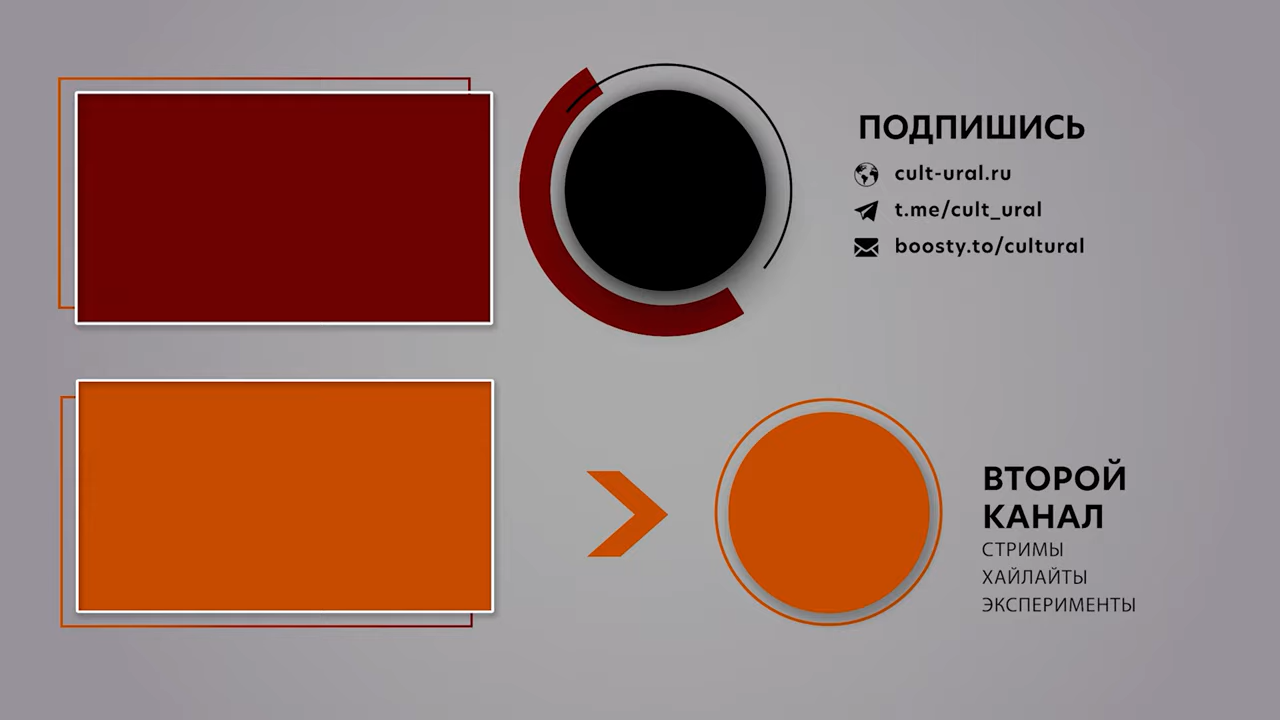 ПОДПИШИСЬ
cult-ural.ru
t.me/cult_ural
boosty.to/cultural
ВТОРОЙ
КАНАЛ
СТРИМЫ
ХАЙЛАЙТЫ
ЭКСПЕРИМЕНТЫ